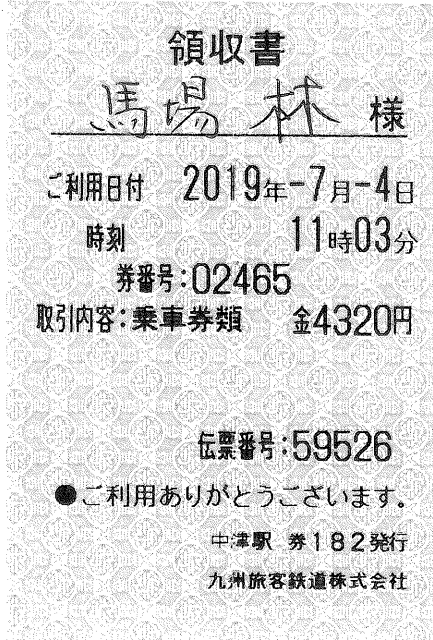 領収書
馬場 林 様
ご利用日付 2019年-7月-4日
時刻 11時03分
券番号:02465
取引内容:乗車券類 金4320円
伝票番号:59526
●ご利用ありがとうございます。
中津駅 券182発行
九州旅客鉄道株式会社